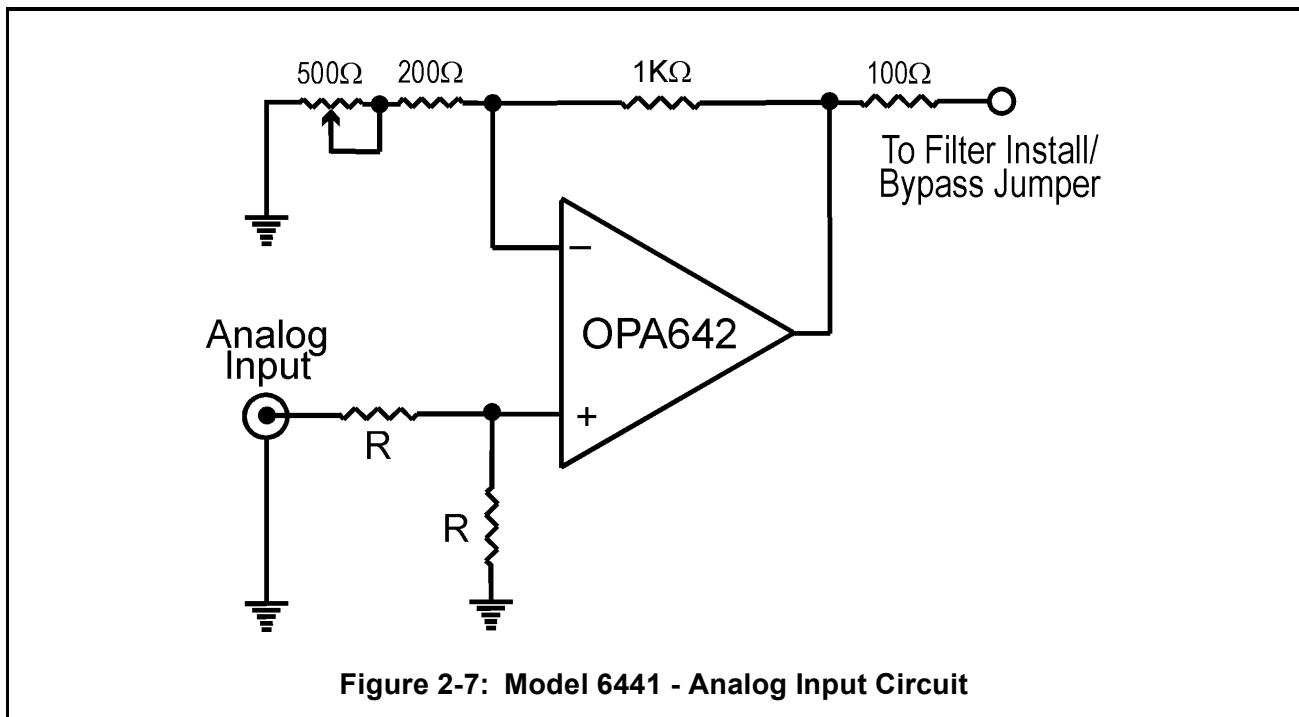 500Ω 200Ω 1KΩ 100Ω
To Filter Install/
Bypass Jumper
−
OPA642
Analog
Input
+
R
R
Figure 2-7: Model 6441 - Analog Input Circuit